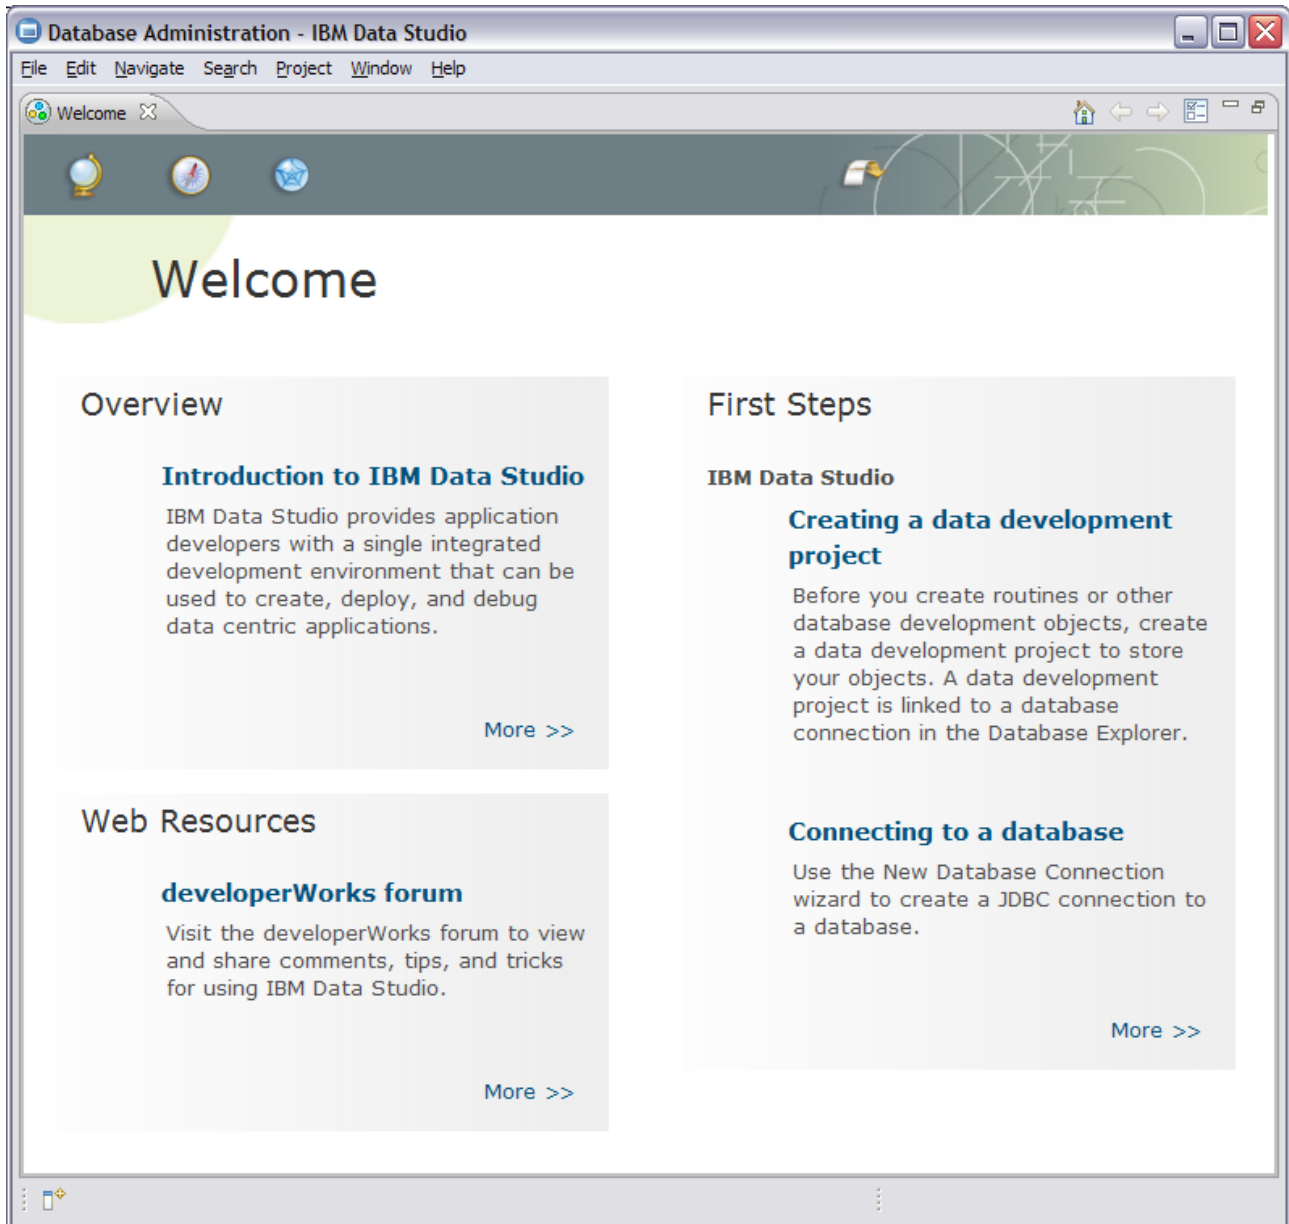 Database Administration - IBM Data Studio
File Edit Navigate Search Project Window Help
Welcome
Welcome
Overview
Introduction to IBM Data Studio
IBM Data Studio provides application
developers with a single integrated
development environment that can be
used to create, deploy, and debug
data centric applications.
More >>
Web Resources
developerWorks forum
Visit the developerWorks forum to view
and share comments, tips, and tricks
for using IBM Data Studio.
More >>
First Steps
IBM Data Studio
Creating a data development
project
Before you create routines or other
database development objects, create
a data development project to store
your objects. A data development
project is linked to a database
connection in the Database Explorer.
Connecting to a database
Use the New Database Connection
wizard to create a JDBC connection to
a database.
More >>